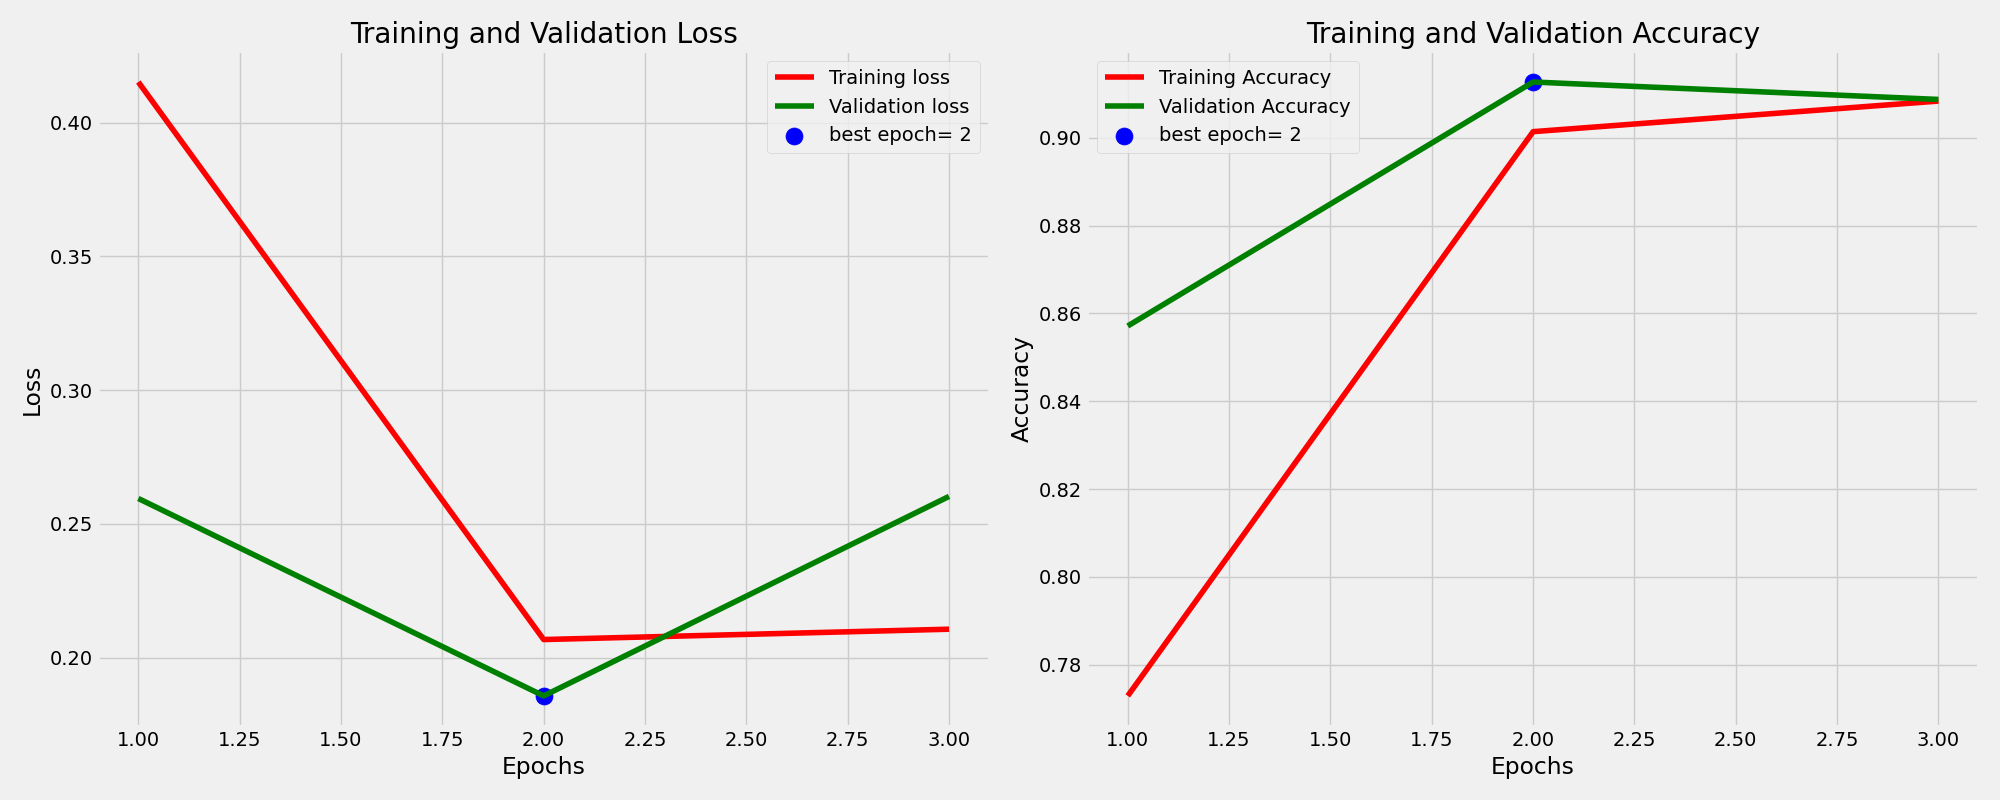 Training and Validation Loss
Training loss
Validation loss
best epoch= 2
0.40
0.35
0.30
0.25
0.20
Loss
1.00 1.25 1.50 1.75 2.00 2.25 2.50 2.75 3.00
Epochs
Training and Validation Accuracy
Training Accuracy
Validation Accuracy
best epoch= 2
0.90
0.88
0.86
0.84
0.82
0.80
0.78
Accuracy
1.00 1.25 1.50 1.75 2.00 2.25 2.50 2.75 3.00
Epochs